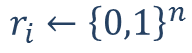 rᵢ ← {0,1}ⁿ